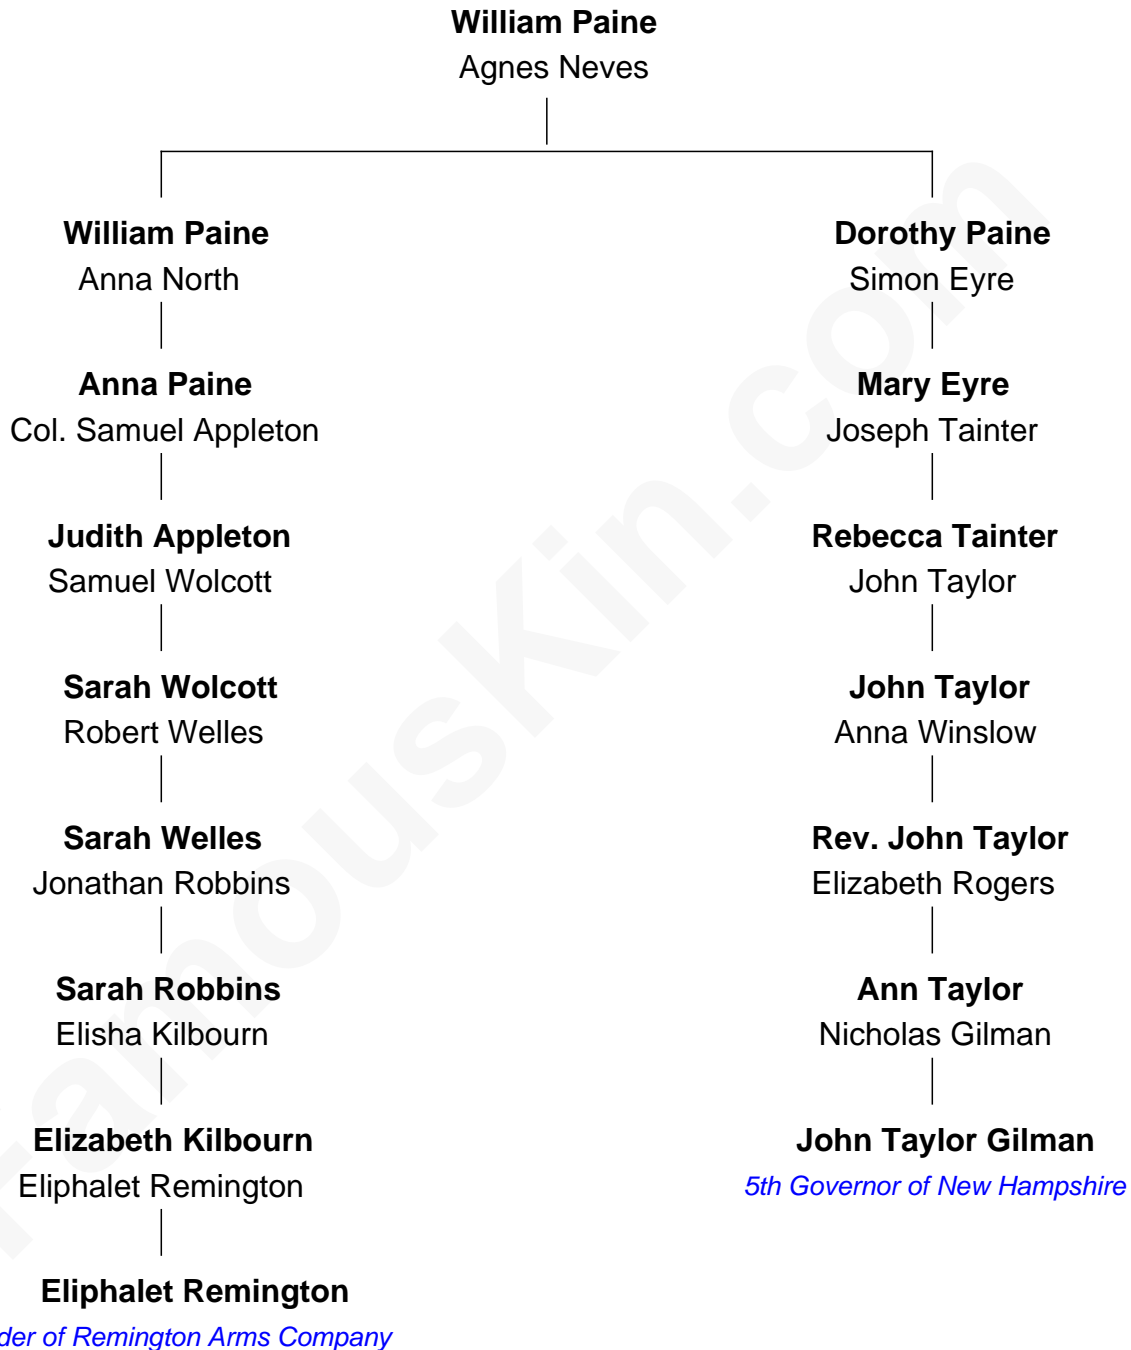 William Paine
Agnes Neves
William Paine
Anna North
Dorothy Paine
Simon Eyre
Anna Paine
Col. Samuel Appleton
Mary Eyre
Joseph Tainter
Judith Appleton
Samuel Wolcott
Rebecca Tainter
John Taylor
Sarah Wolcott
Robert Welles
John Taylor
Anna Winslow
Sarah Welles
Jonathan Robbins
Rev. John Taylor
Elizabeth Rogers
Sarah Robbins
Elisha Kilbourn
Ann Taylor
Nicholas Gilman
Elizabeth Kilbourn
Eliphalet Remington
John Taylor Gilman
5th Governor of New Hampshire
Eliphalet Remington
der of Remington Arms Company
FamousKin.com